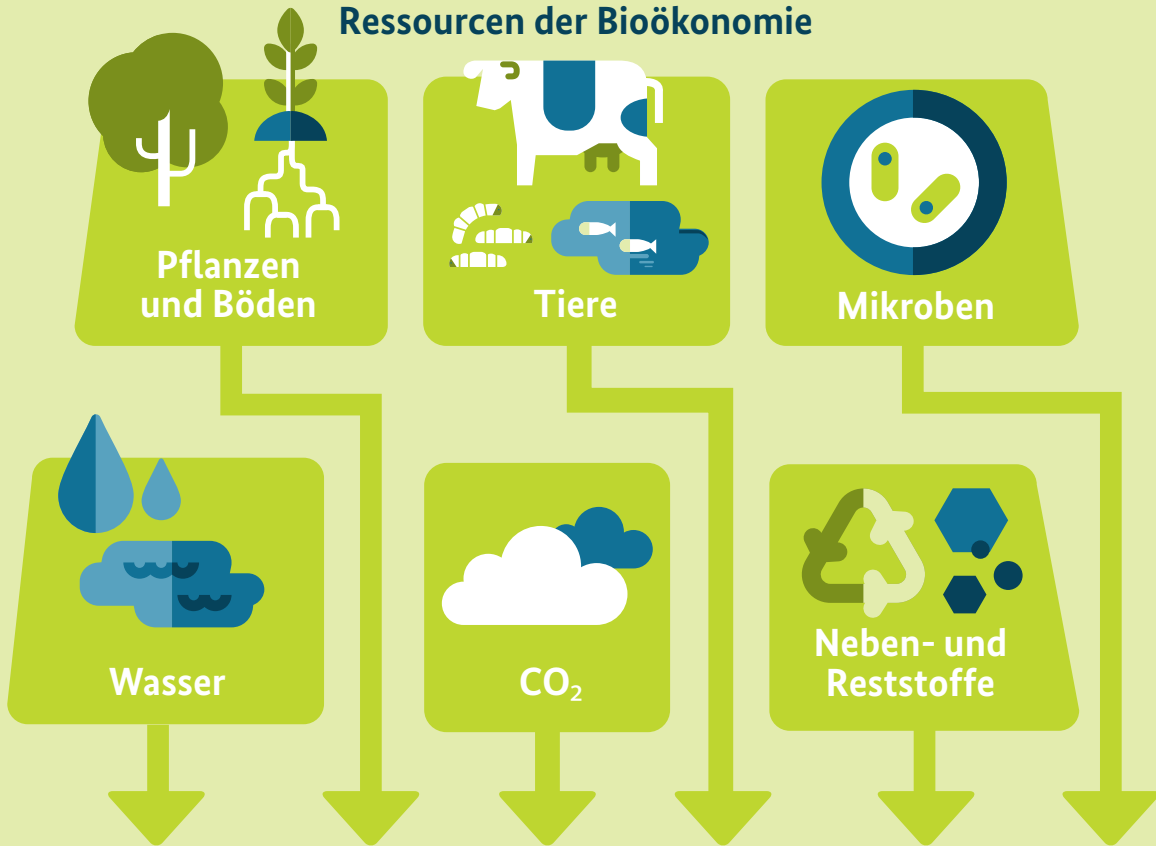 Ressourcen der Bioökonomie
Pflanzen
und Böden
Tiere
Mikroben
Wasser
CO₂
Neben- und
Reststoffe